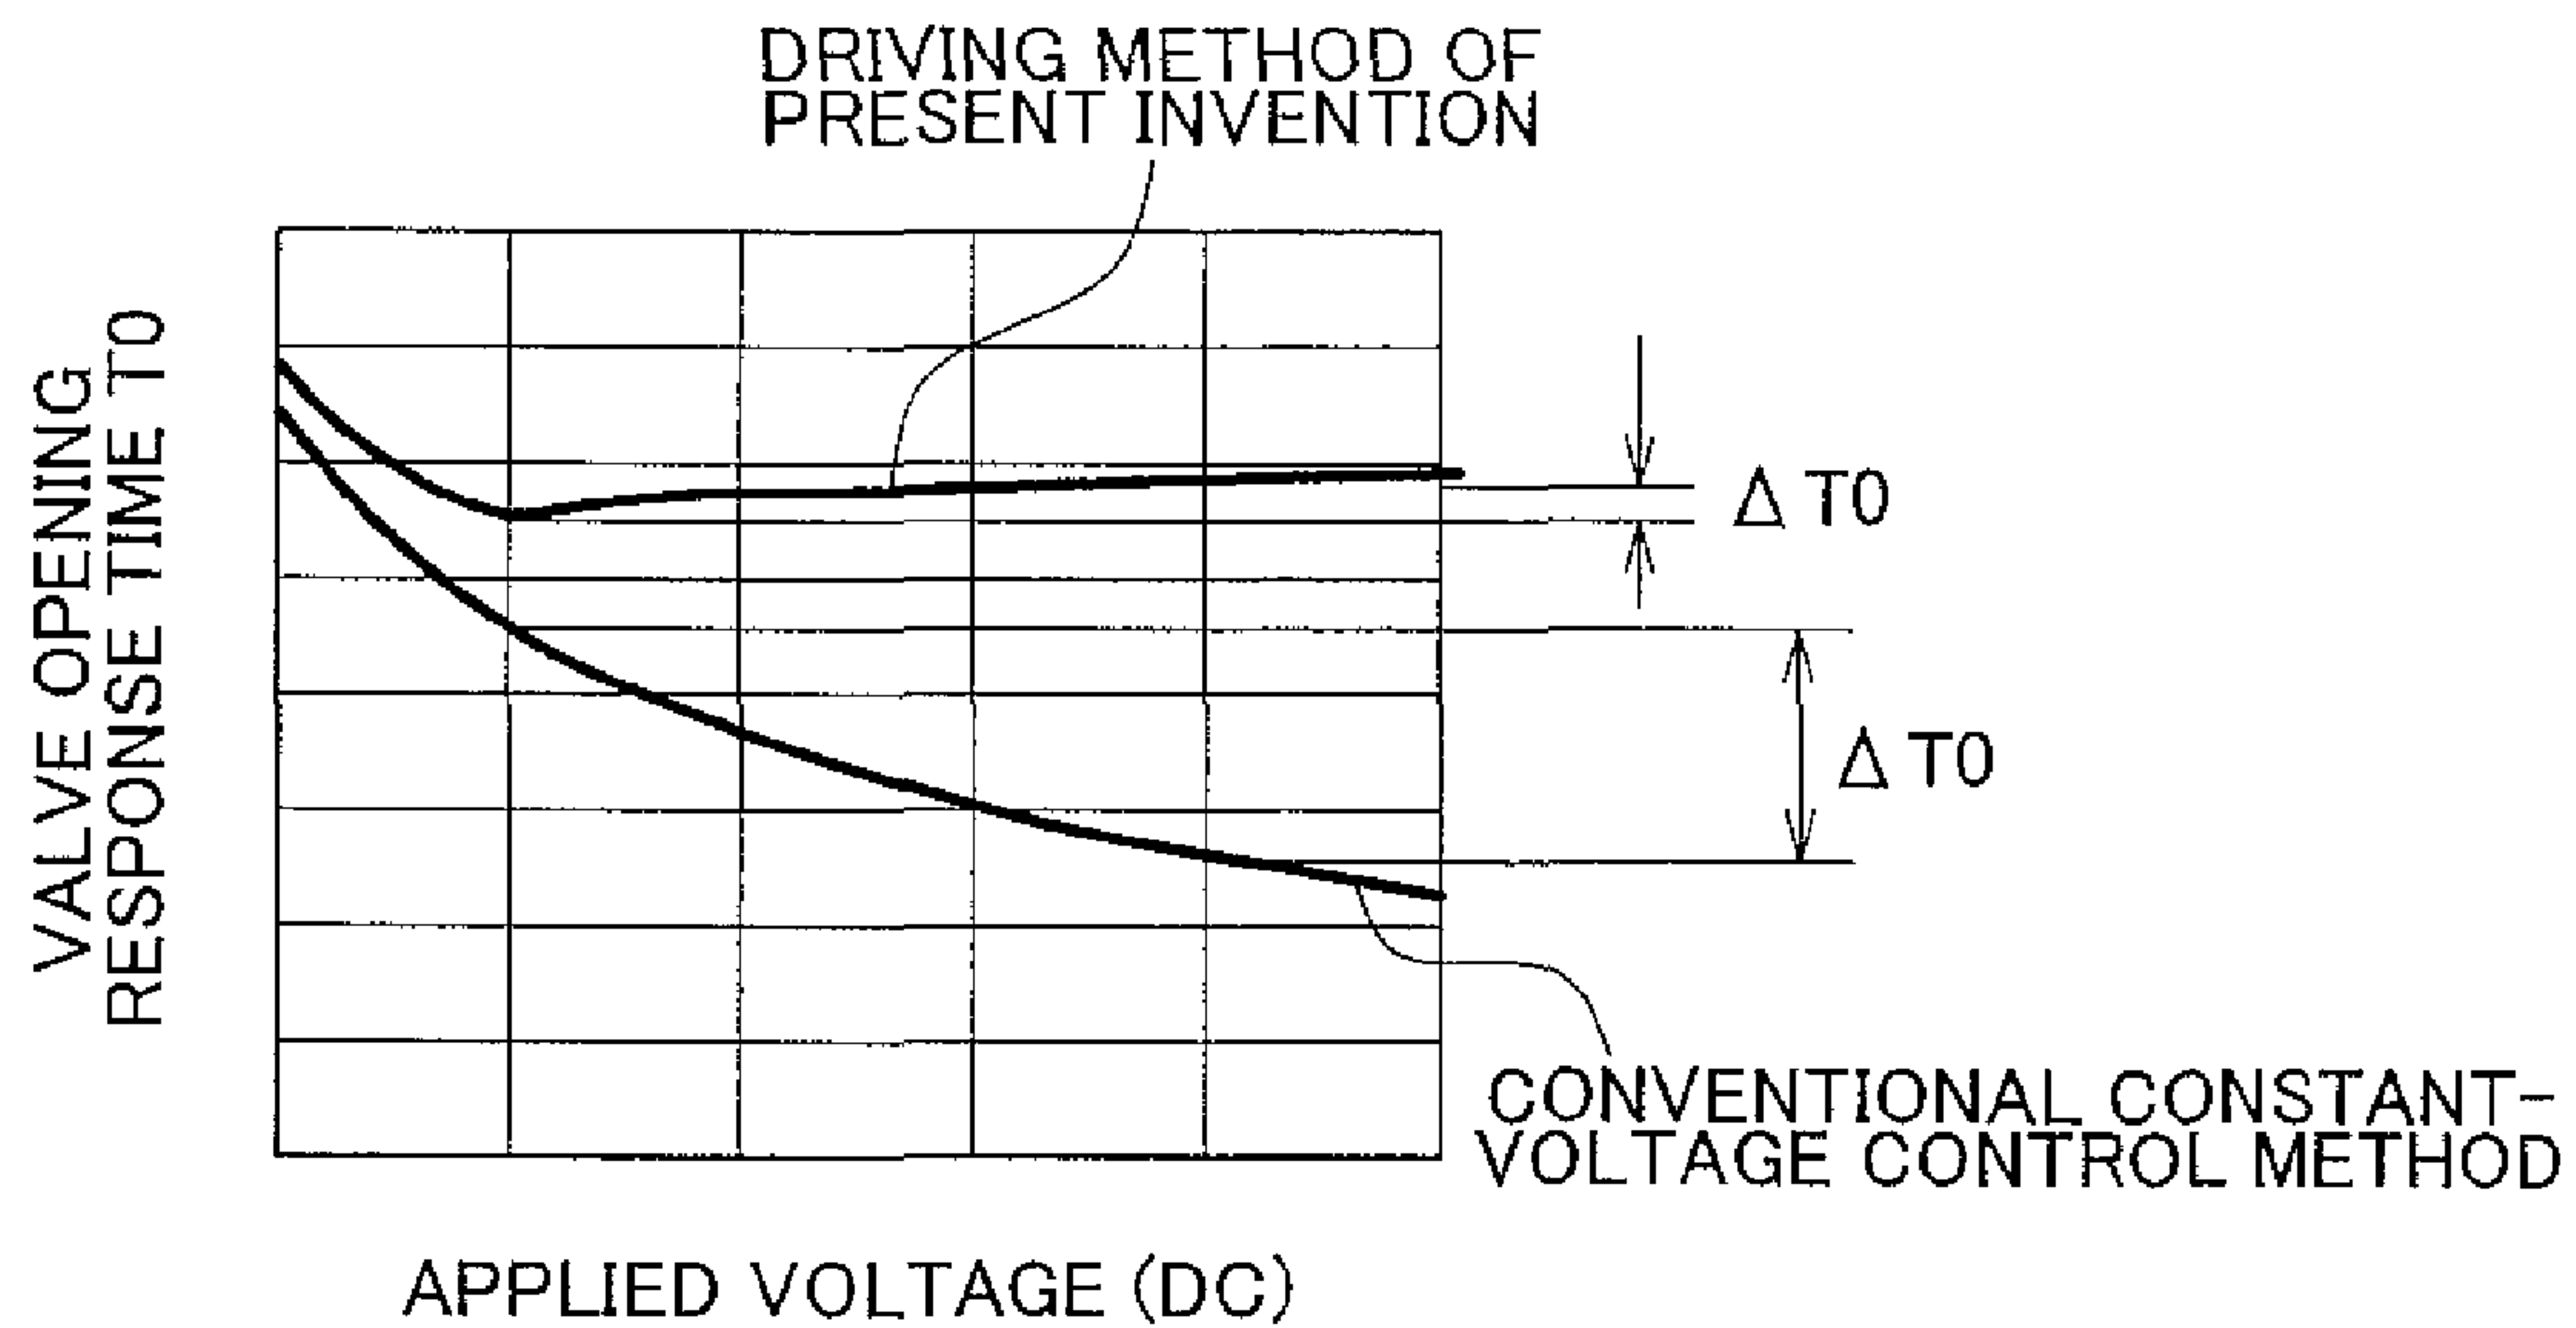 DRIVING METHOD OF
PRESENT INVENTION
VALVE OPENING
RESPONSE TIME T0
Δ T0
Δ T0
CONVENTIONAL CONSTANT-
VOLTAGE CONTROL METHOD
APPLIED VOLTAGE (DC)